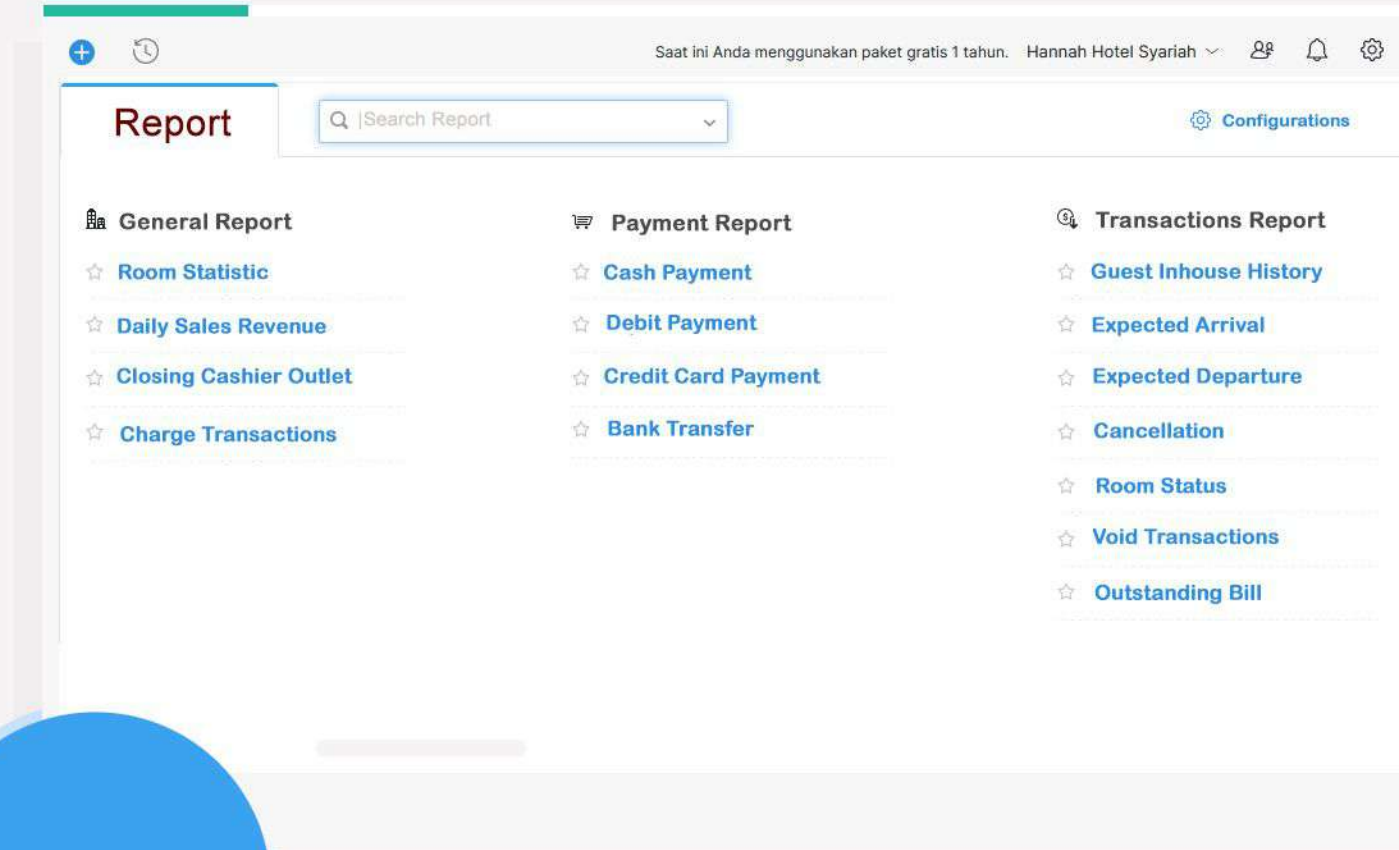 Saat ini Anda menggunakan paket gratis 1 tahun. Hannah Hotel Syariah
Report
Search Report
Configurations
General Report
Room Statistic
Daily Sales Revenue
Closing Cashier Outlet
Charge Transactions
Payment Report
Cash Payment
Debit Payment
Credit Card Payment
Bank Transfer
Transactions Report
Guest Inhouse History
Expected Arrival
Expected Departure
Cancellation
Room Status
Void Transactions
Outstanding Bill